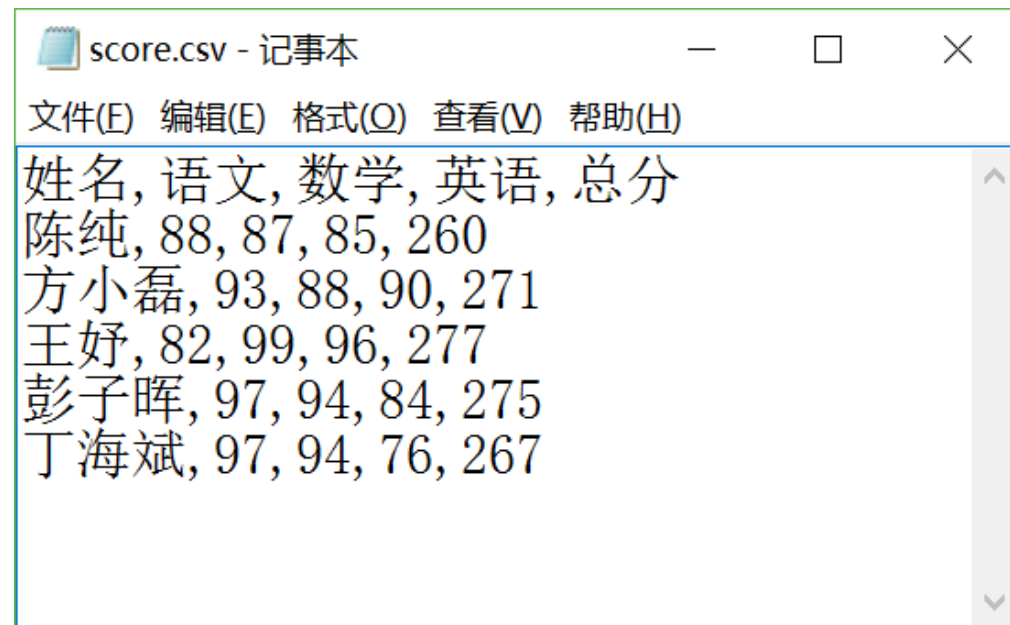 score.csv - 记事本
文件(F) 编辑(E) 格式(O) 查看(V) 帮助(H)
姓名,语文,数学,英语,总分
陈纯,88,87,85,260
方小磊,93,88,90,271
王妤,82,99,96,277
彭子晖,97,94,84,275
丁海斌,97,94,76,267